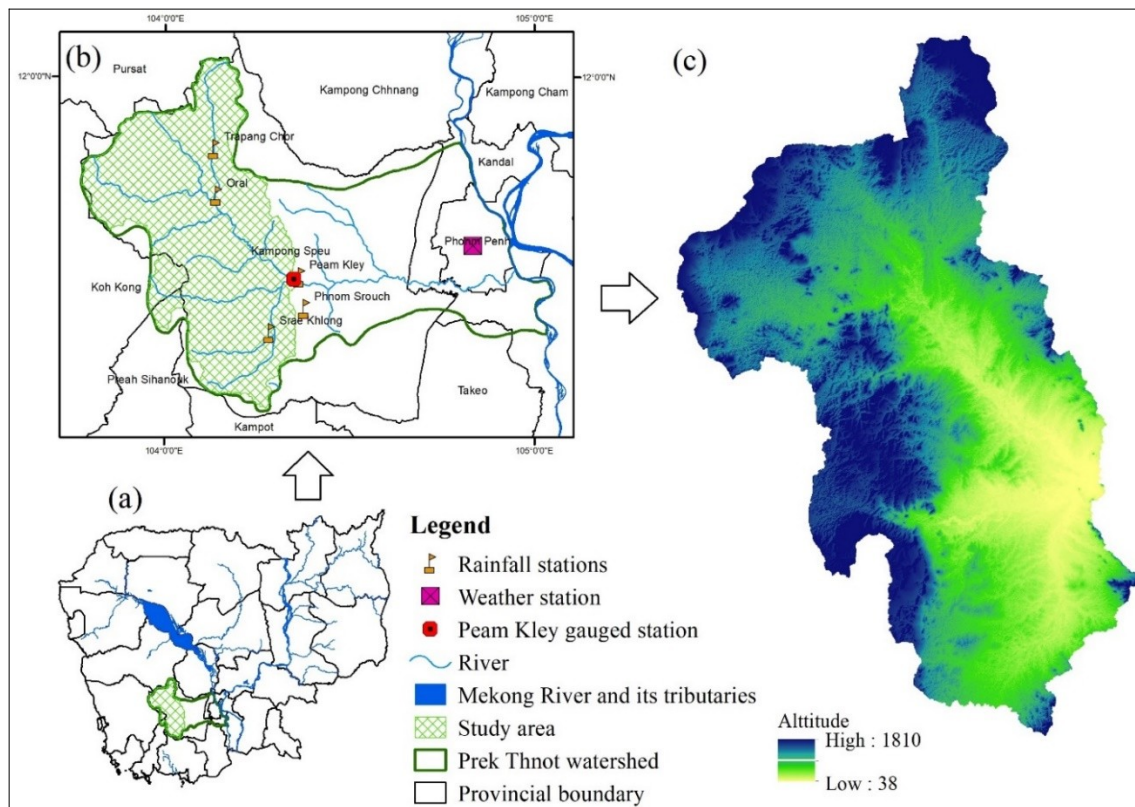 104°0'0"E
105°0'0"E
(b)
Pursat
12°0'0"N
12°0'0"N
Kampong Chhnang
Kampong Cham
Trapang Chor
Kandal
Oral
Kampong Speu
Phonm Penh
Peam Kley
Koh Kong
Phnom Srouch
Srae Khlong
Preah Sihanouk
Takeo
Kampot
104°0'0"E
105°0'0"E
(c)
Alttitude
High : 1810
Low : 38
(a)
Legend
Rainfall stations
Weather station
Peam Kley gauged station
River
Mekong River and its tributaries
Study area
Prek Thnot watershed
Provincial boundary